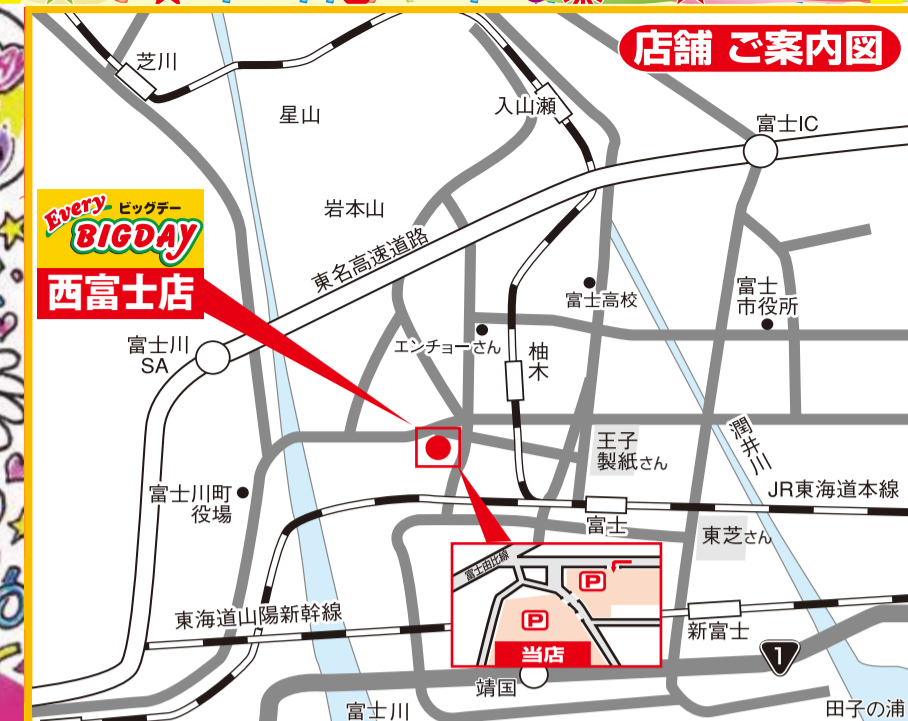 店舗 ご案内図
芝川
星山
入山瀬
富士IC
Every ビッグデー
BIGDAY
西富士店
岩本山
東名高速道路
富士高校
富士
市役所
富士川
SA
エンチョーさん
柚木
王子
製紙さん
潤井川
富士川町
役場
JR東海道本線
富士
東芝さん
富士由比線
P
P
当店
東海道山陽新幹線
新富士
1
靖国
富士川
田子の浦